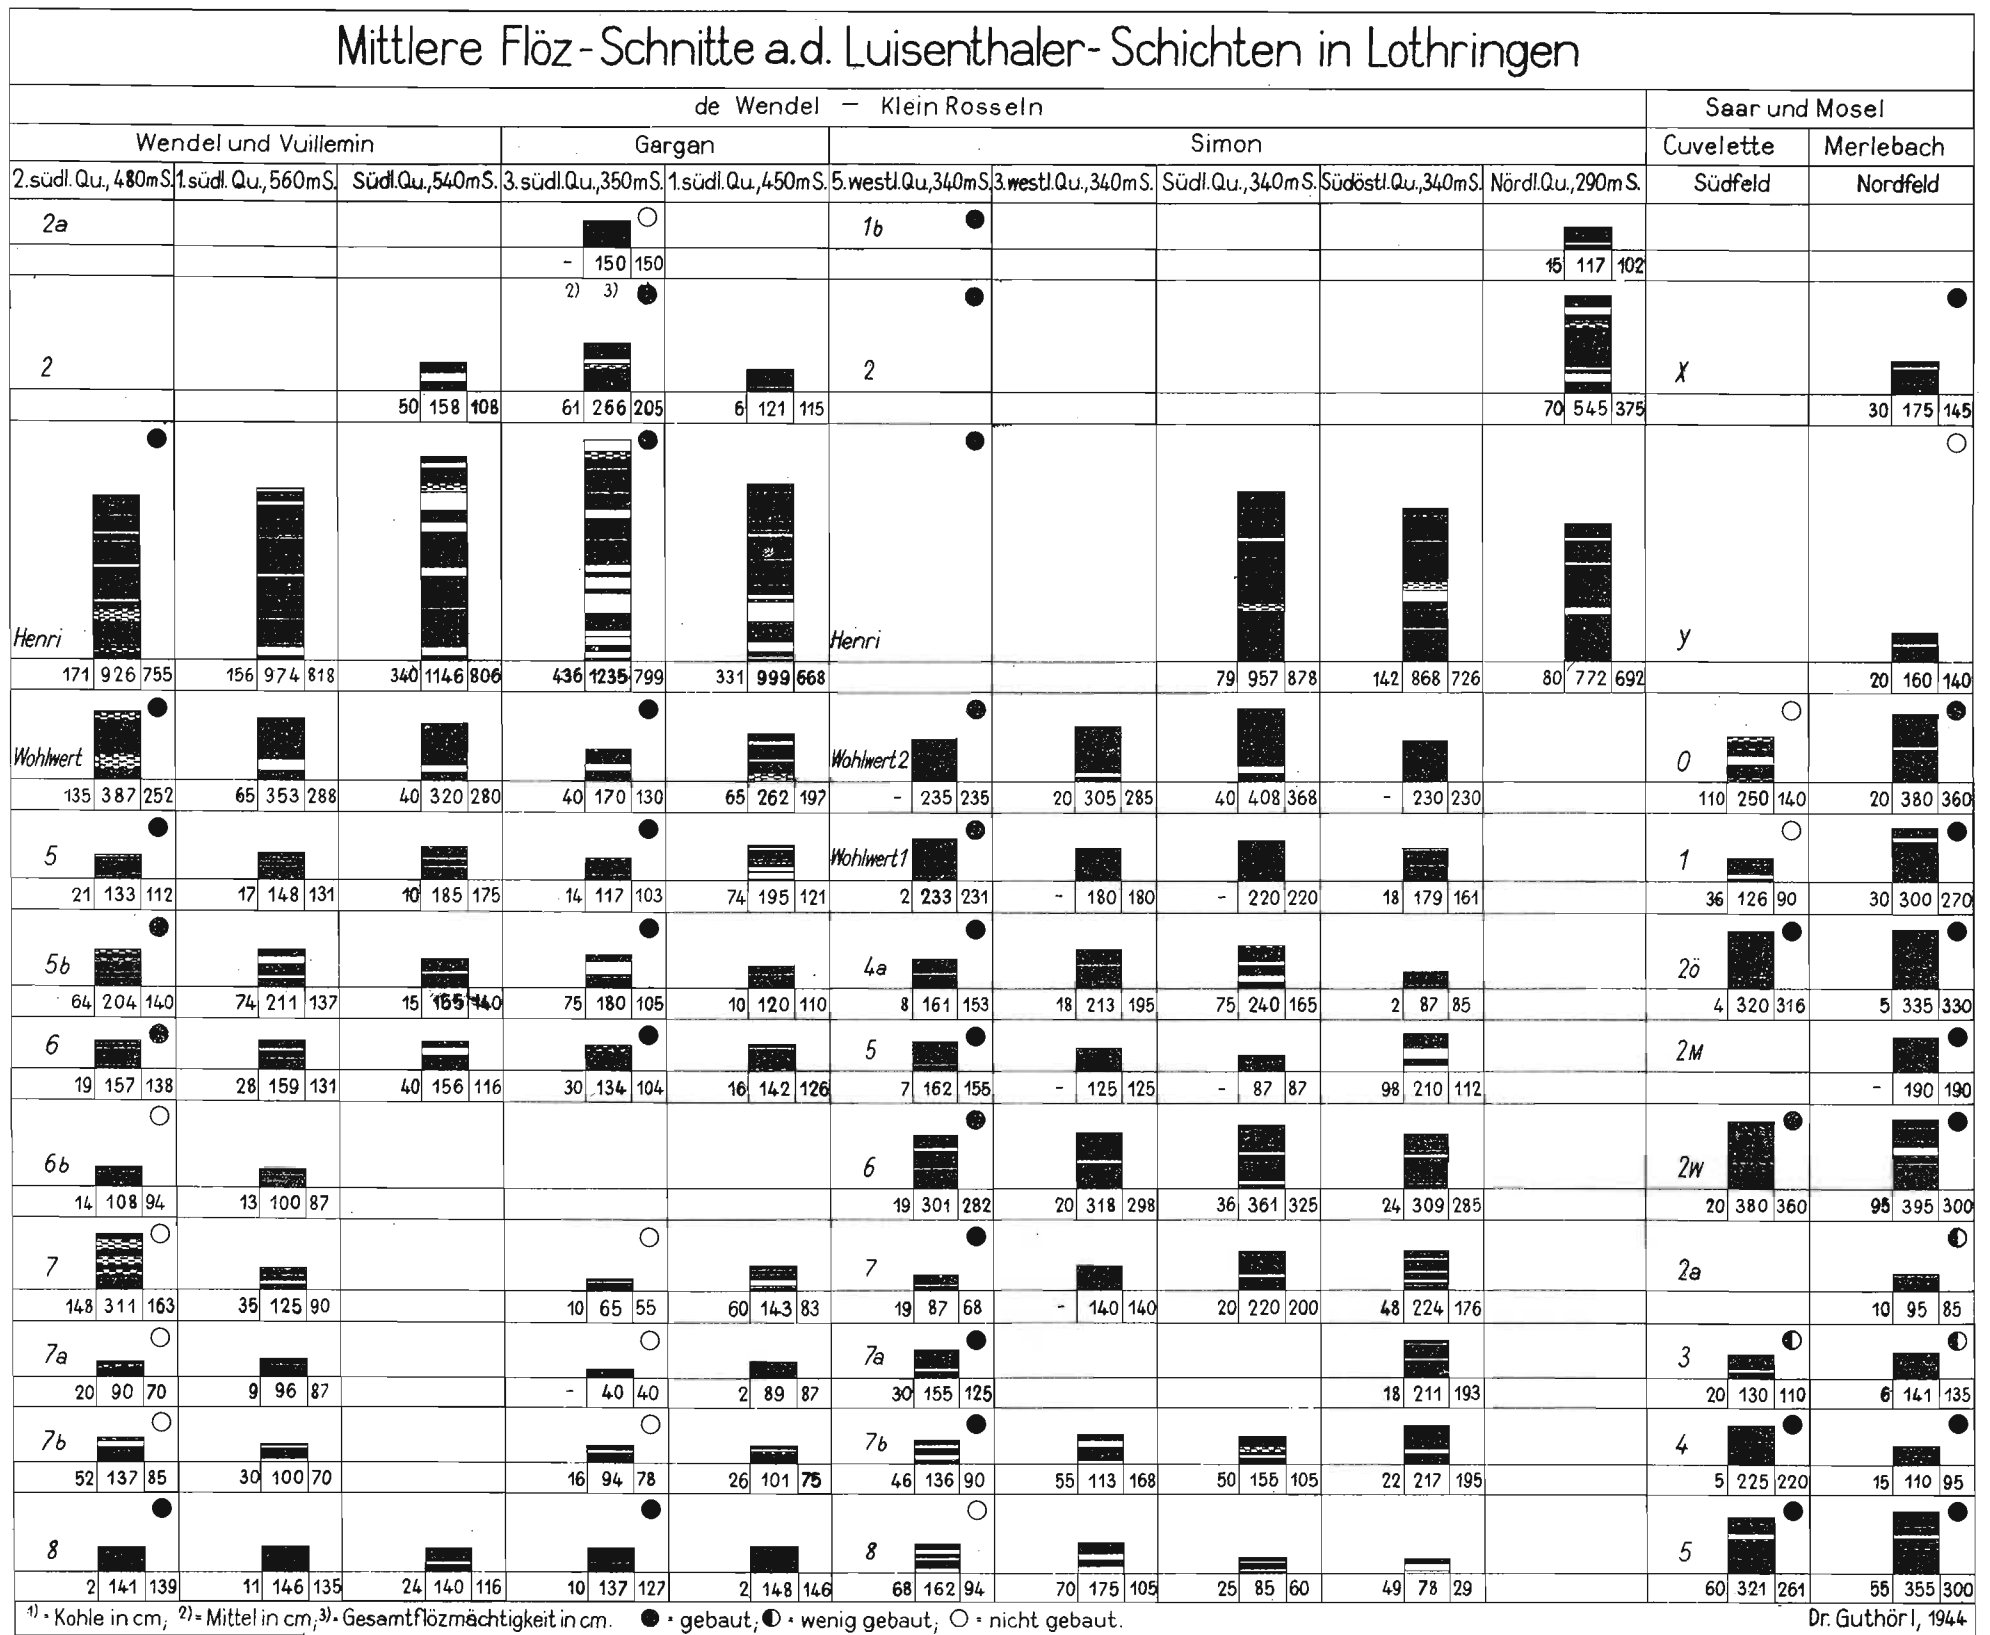 Mittlere Flöz-Schnitte a.d. Luisenthaler-Schichten in Lothringen
de Wendel — Klein Rosseln Saar und Mosel
Wendel und Vuillemin Gargan Simon Cuvelette Merlebach
2.südl.Qu., 480mS. 1.südl.Qu., 560mS. Südl.Qu., 540mS. 3.südl.Qu., 350mS. 1.südl.Qu., 450mS. 5.westl.Qu., 340mS. 3.westl.Qu., 340mS. Südl.Qu., 340mS. Südöstl.Qu., 340mS. Nördl.Qu., 290mS. Südfeld Nordfeld
2a 1b
- 150 150 15 117 102
2) 3)
2 2 X
50 158 108 61 266 205 6 121 115 70 545 375 30 175 145
Henri Henri y
171 926 755 156 974 818 340 1146 806 436 1235 799 331 999 668 79 957 878 142 868 726 80 772 692 20 160 140
Wohlwert Wohlwert 2 0
135 387 252 65 353 288 40 320 280 40 170 130 65 262 197 - 235 235 20 305 285 40 408 368 - 230 230 110 250 140 20 380 360
5 Wohlwert 1 1
21 133 112 17 148 131 10 185 175 14 117 103 74 195 121 2 233 231 - 180 180 - 220 220 18 179 161 36 126 90 30 300 270
5b 4a 2ö
64 204 140 74 211 137 15 155 140 75 180 105 10 120 110 8 161 153 18 213 195 75 240 165 2 87 85 4 320 316 5 335 330
6 5 2M
19 157 138 28 159 131 40 156 116 30 134 104 16 142 126 7 162 155 - 125 125 - 87 87 98 210 112 - 190 190
6b 6 2W
14 108 94 13 100 87 19 301 282 20 318 298 36 361 325 24 309 285 20 380 360 95 395 300
7 7 2a
148 311 163 35 125 90 10 65 55 60 143 83 19 87 68 - 140 140 20 220 200 48 224 176 10 95 85
7a 7a 3
20 90 70 9 96 87 - 40 40 2 89 87 30 155 125 18 211 193 20 130 110 6 141 135
7b 7b 4
52 137 85 30 100 70 16 94 78 26 101 75 46 136 90 55 113 168 50 155 105 22 217 195 5 225 220 15 110 95
8 8 5
2 141 139 11 146 135 24 140 116 10 137 127 2 148 146 68 162 94 70 175 105 25 85 60 49 78 29 60 321 261 55 355 300
1) = Kohle in cm; 2) = Mittel in cm; 3) = Gesamtflözmächtigkeit in cm. = gebaut; = wenig gebaut; = nicht gebaut. Dr. Guthörl, 1944